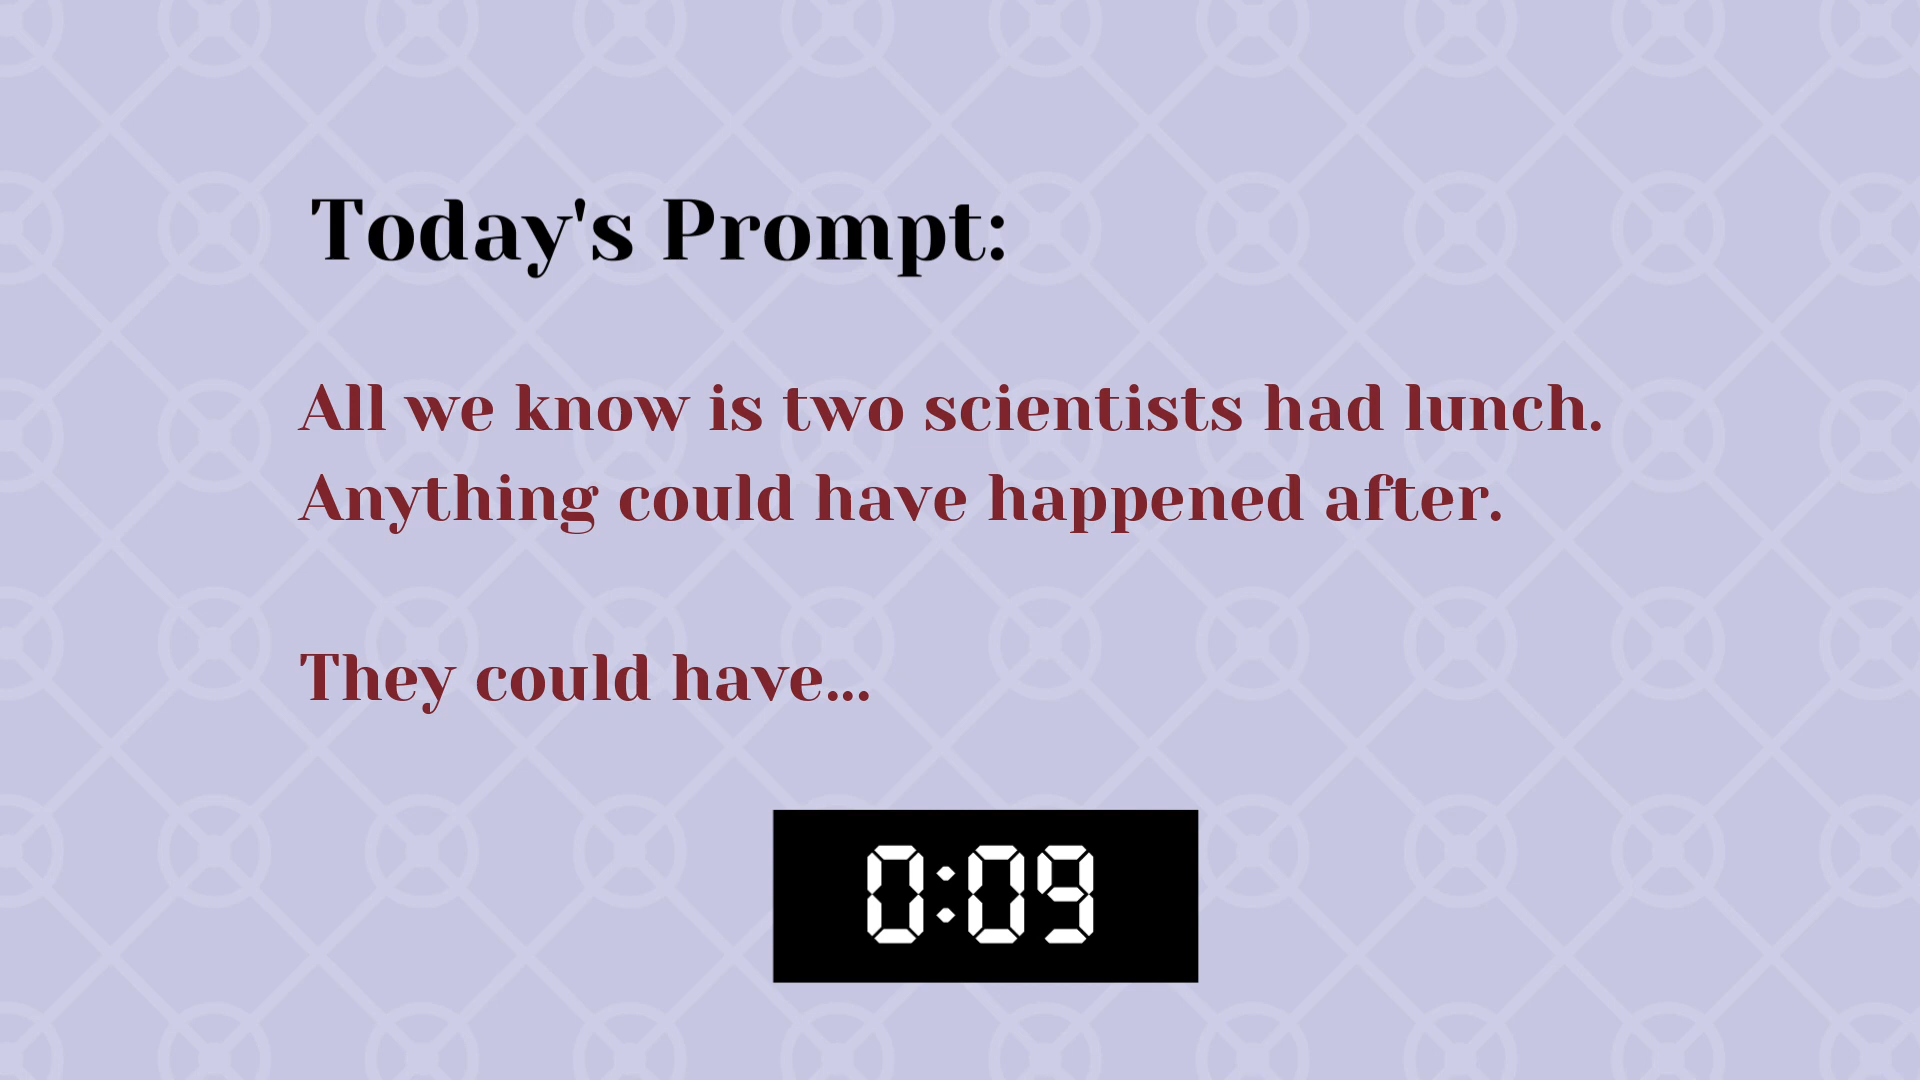 Today's Prompt:
All we know is two scientists had lunch.
Anything could have happened after.
They could have...
0:09